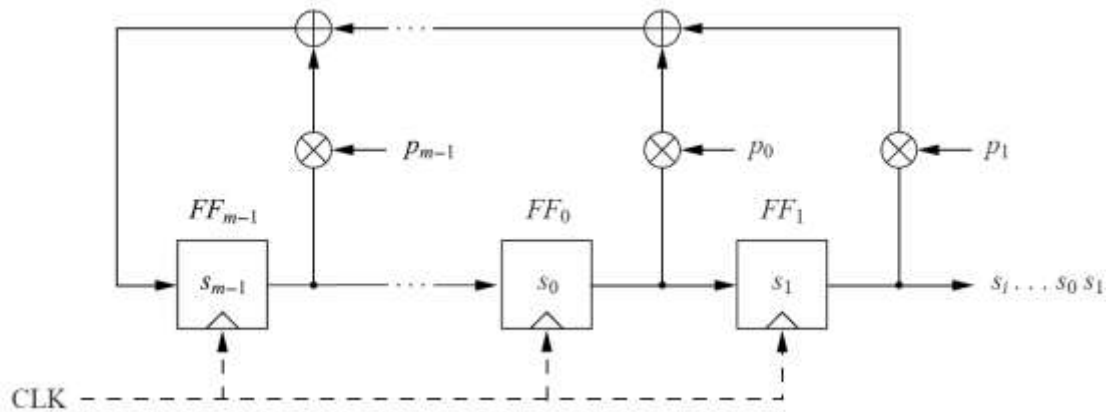 . . .
p_{m-1} p_0 p_1
FF_{m-1} FF_0 FF_1
s_{m-1} . . . s_0 s_1 s_i . . . s_0 s_1
CLK